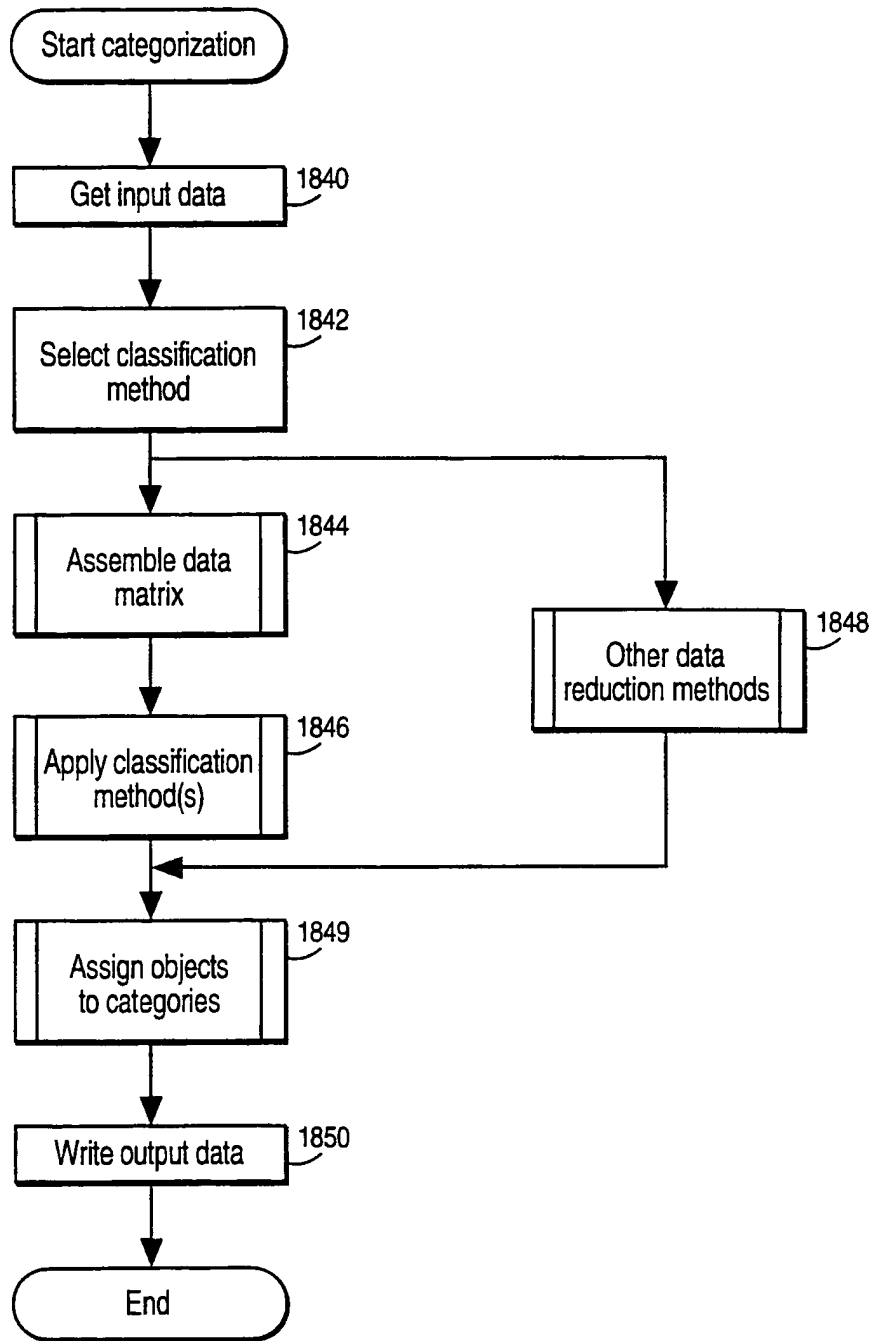 Start categorization
Get input data
1840
Select classification
method
1842
Assemble data
matrix
1844
Other data
reduction methods
1848
Apply classification
method(s)
1846
Assign objects
to categories
1849
Write output data
1850
End